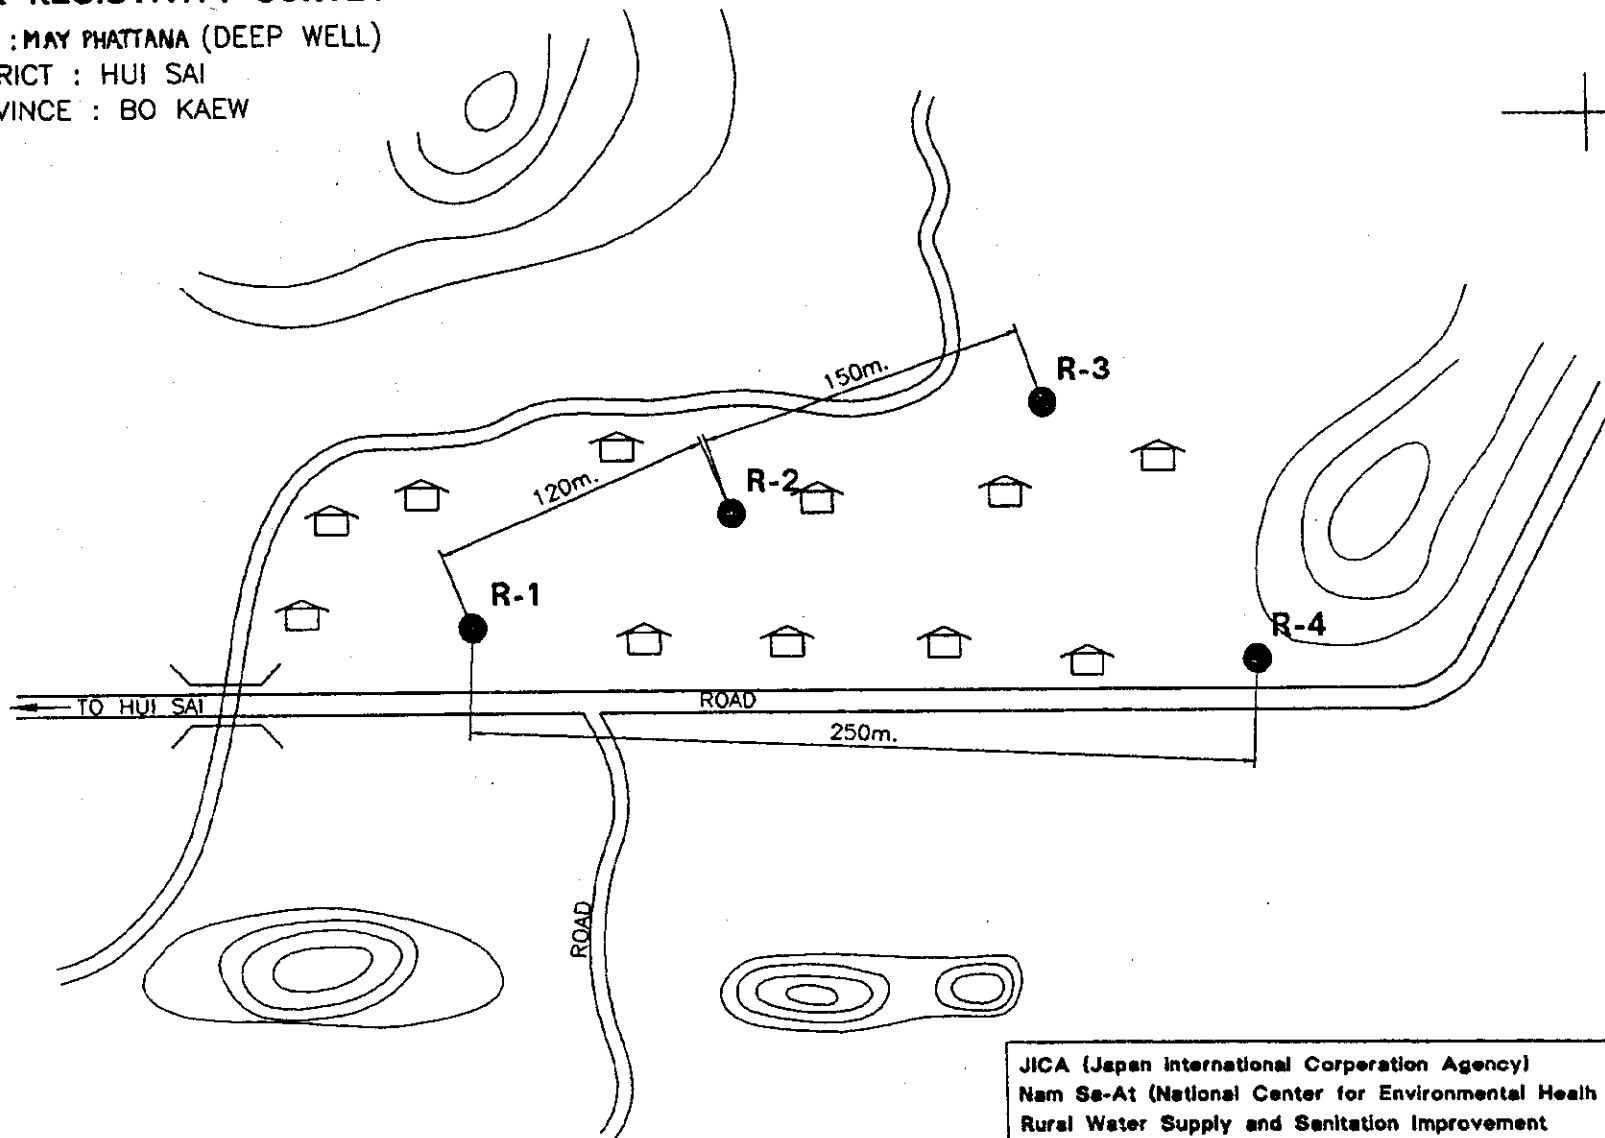 : MAY PHATTANA (DEEP WELL)
RICT : HUI SAI
VINCE : BO KAEW
150m.
R-3
120m.
R-2
R-1
R-4
TO HUI SAI
ROAD
250m.
ROAD
JICA (Japan International Corperation Agency)
Nam Sa-At (National Center for Environmental Healh
Rural Water Supply and Sanitation Improvement